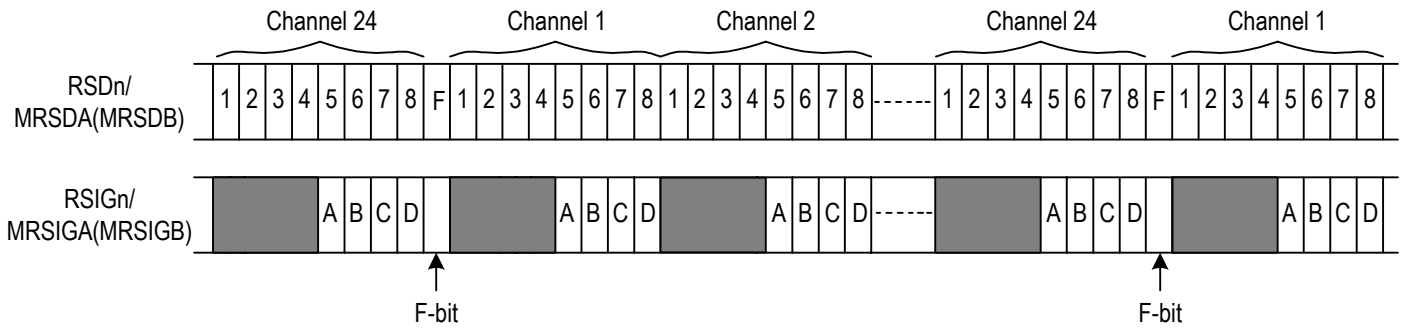 Channel 24 Channel 1 Channel 2 Channel 24 Channel 1
RSDn/
MRSDA(MRSDB)
1 2 3 4 5 6 7 8 F 1 2 3 4 5 6 7 8 1 2 3 4 5 6 7 8 1 2 3 4 5 6 7 8 F 1 2 3 4 5 6 7 8
RSIGn/
MRSIGA(MRSIGB)
A B C D A B C D A B C D A B C D A B C D
F-bit F-bit